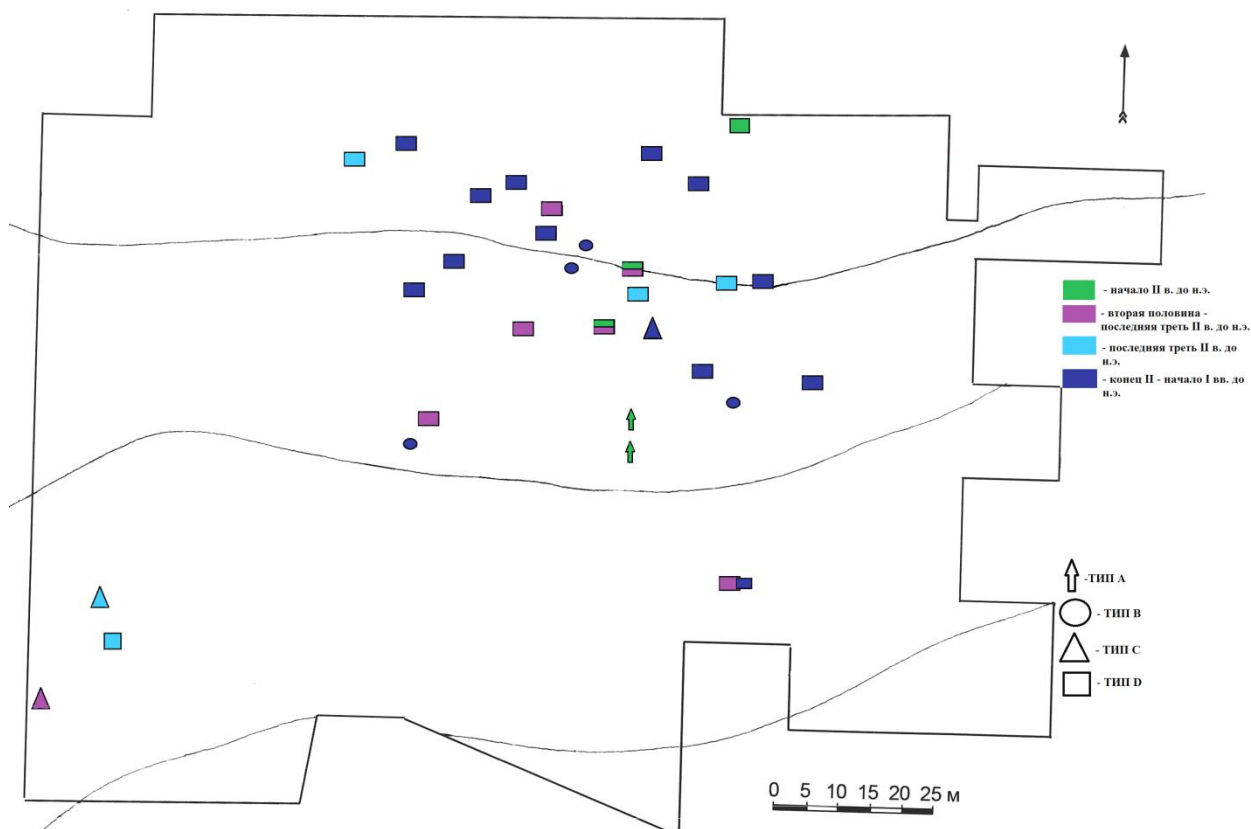 - начало II в. до н.э.
- вторая половина -
последняя треть II в. до н.э.
- последняя треть II в. до
н.э.
- конец II - начало I вв. до
н.э.
-ТИП A
- ТИП B
- ТИП C
- ТИП D
0 5 10 15 20 25 м